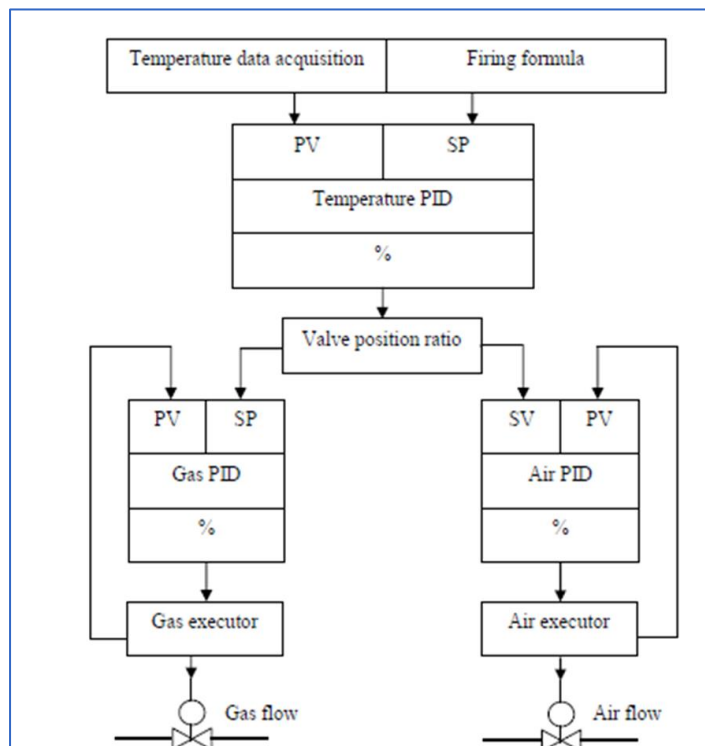 Temperature data acquisition
Firing formula
PV
SP
Temperature PID
%
Valve position ratio
PV
SP
SV
PV
Gas PID
Air PID
%
%
Gas executor
Air executor
Gas flow
Air flow